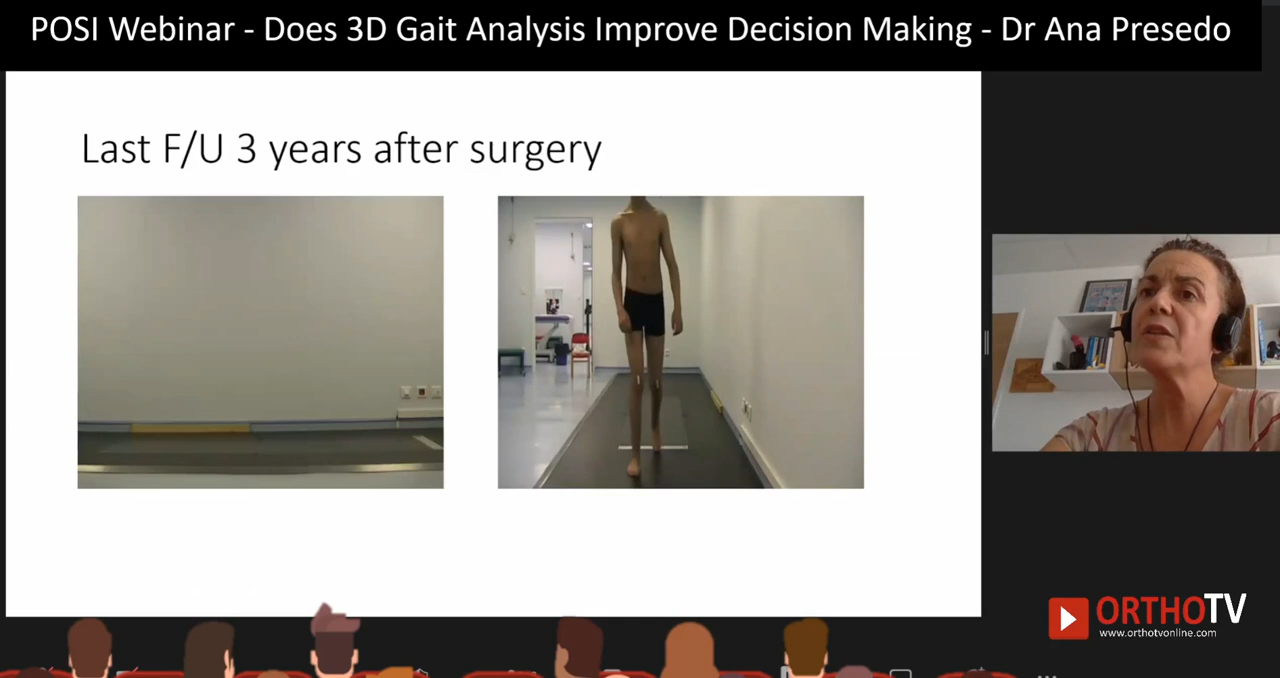 POSI Webinar - Does 3D Gait Analysis Improve Decision Making - Dr Ana Presedo
Last F/U 3 years after surgery
ORTHOTV
www.orthotvonline.com